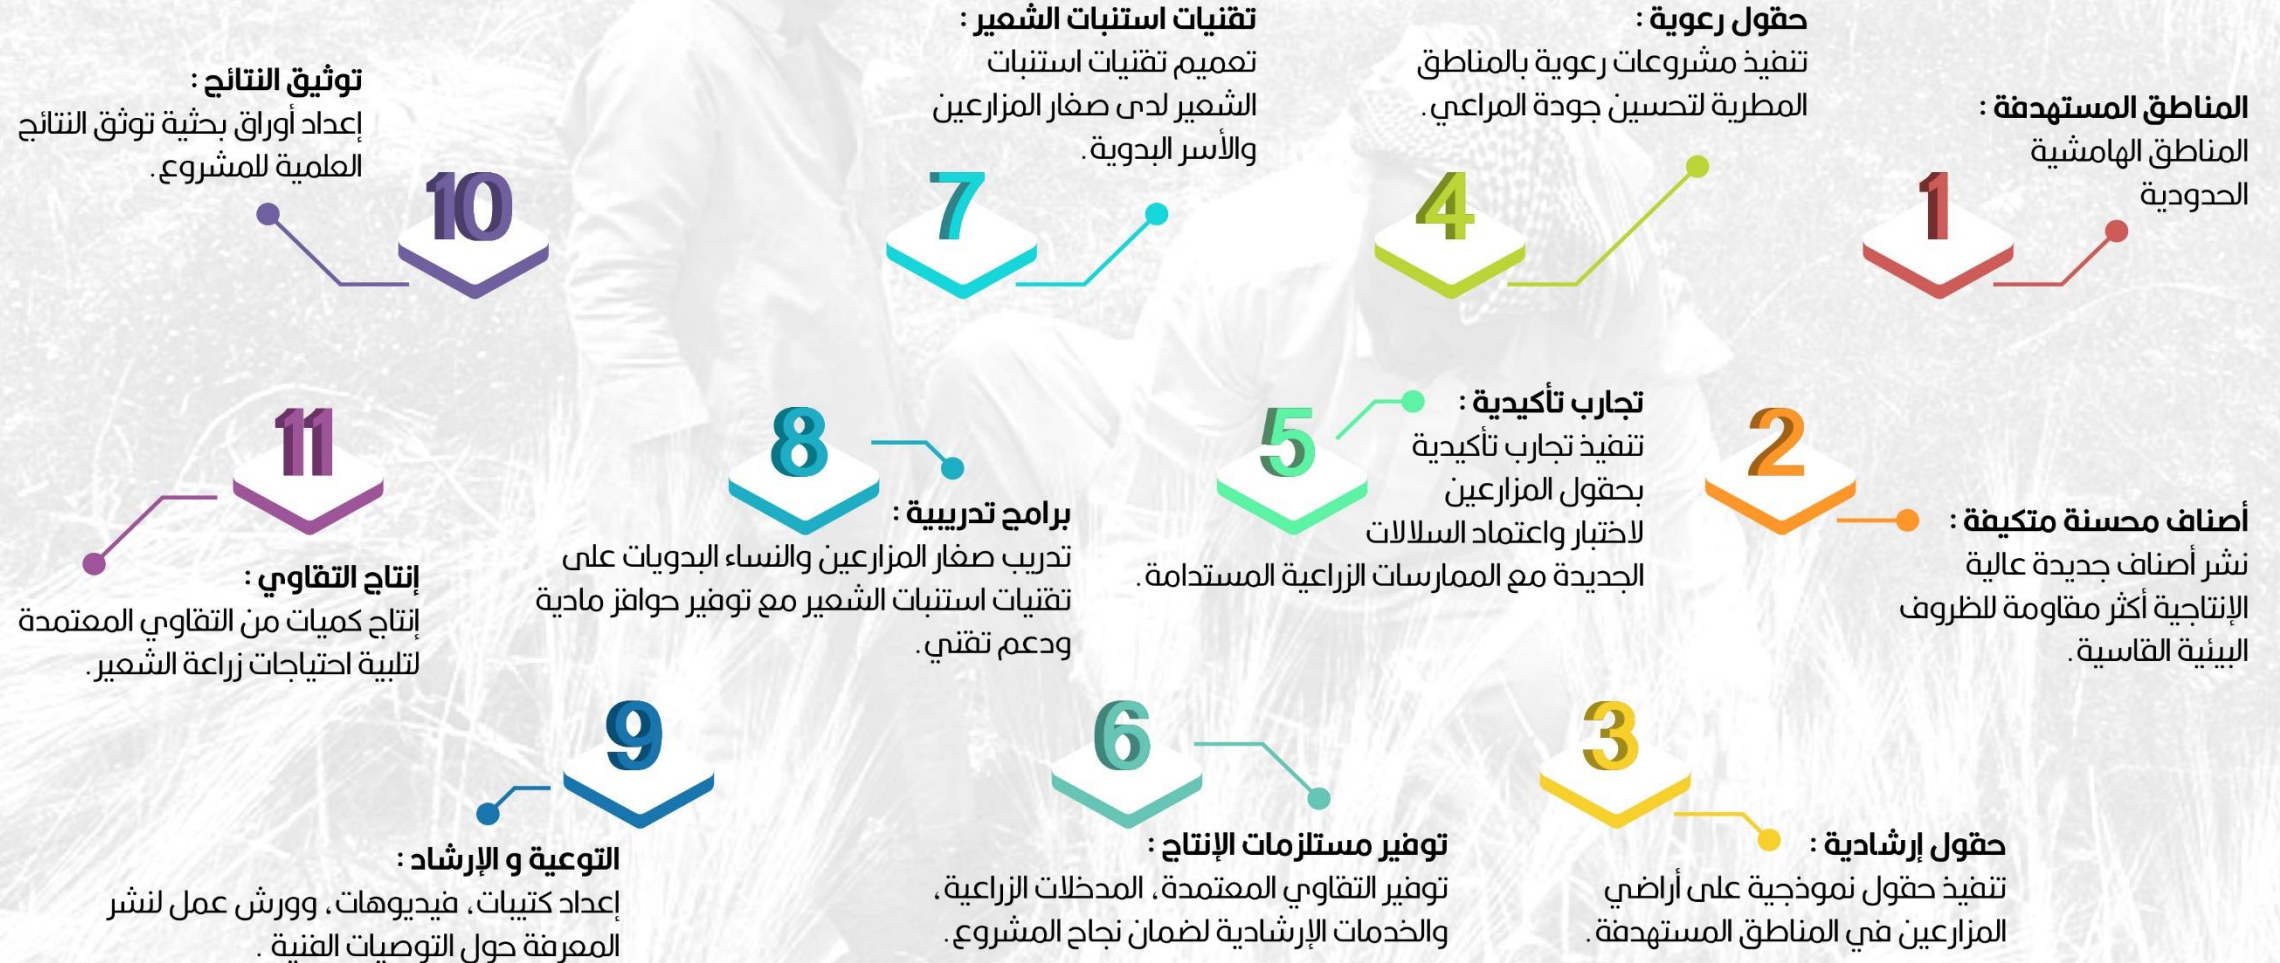 1
المناطق المستهدفة :
المناطق الهامشية
الحدودية
2
أصناف محسنة متكيفة :
نشر أصناف جديدة عالية
الإنتاجية أكثر مقاومة للظروف
البيئية القاسية.
3
حقول إرشادية :
تنفيذ حقول نموذجية على أراضي
المزارعين في المناطق المستهدفة.
4
حقول رعوية :
تنفيذ مشروعات رعوية بالمناطق
المطرية لتحسين جودة المراعي.
5
تجارب تأكيدية :
تنفيذ تجارب تأكيدية
بحقول المزارعين
لاختبار واعتماد السلالات
الجديدة مع الممارسات الزراعية المستدامة.
6
توفير مستلزمات الإنتاج :
توفير التقاوي المعتمدة، المدخلات الزراعية،
والخدمات الإرشادية لضمان نجاح المشروع.
7
تقنيات استنبات الشعير :
تعميم تقنيات استنبات
الشعير لدى صغار المزارعين
والأسر البدوية.
8
برامج تدريبية :
تدريب صغار المزارعين والنساء البدويات على
تقنيات استنبات الشعير مع توفير حوافز مادية
ودعم تقني.
9
التوعية و الإرشاد :
إعداد كتيبات، فيديوهات، وورش عمل لنشر
المعرفة حول التوصيات الفنية .
10
توثيق النتائج :
إعداد أوراق بحثية توثق النتائج
العلمية للمشروع.
11
إنتاج التقاوي :
إنتاج كميات من التقاوي المعتمدة
لتلبية احتياجات زراعة الشعير.